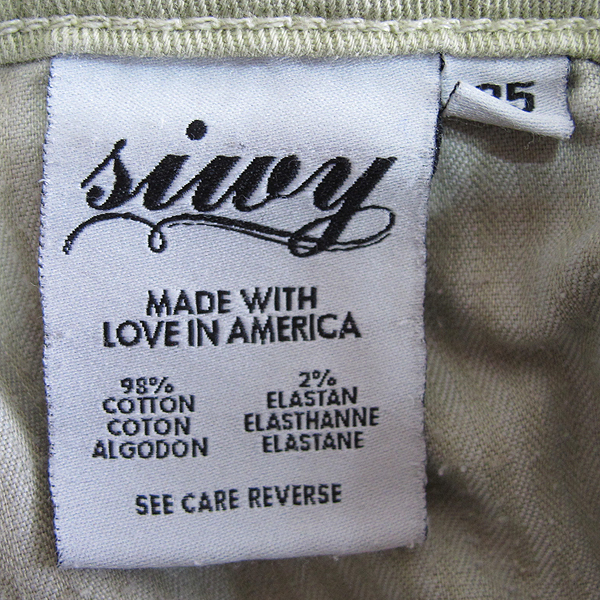 siwy
MADE WITH
LOVE IN AMERICA
98%
COTTON
COTON
ALGODON
2%
ELASTAN
ELASTHANNE
ELASTANE
SEE CARE REVERSE